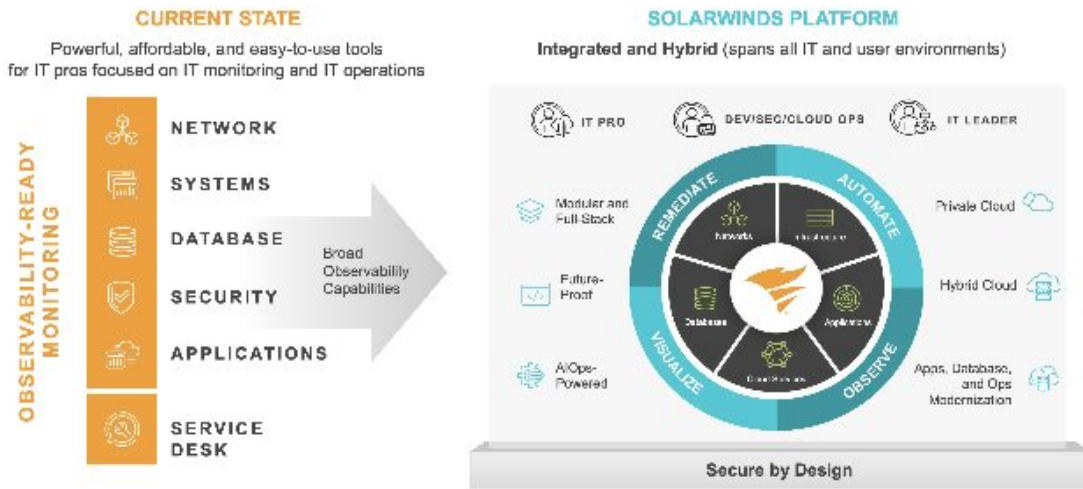 CURRENT STATE
Powerful, affordable, and easy-to-use tools
for IT pros focused on IT monitoring and IT operations
OBSERVABILITY-READY
MONITORING
NETWORK
SYSTEMS
DATABASE
SECURITY
APPLICATIONS
SERVICE
DESK
Broad
Observability
Capabilities
SOLARWINDS PLATFORM
Integrated and Hybrid (spans all IT and user environments)
IT PRO
DEV/SEC/CLOUD OPS
IT LEADER
Modular and
Full-Stack
Future-
Proof
AIOps-
Powered
REMEDIATE
AUTOMATE
VISUALIZE
OBSERVE
Networks
Infrastructure
Databases
Applications
Cloud Services
Private Cloud
Hybrid Cloud
Apps, Database,
and Ops
Modernization
Secure by Design